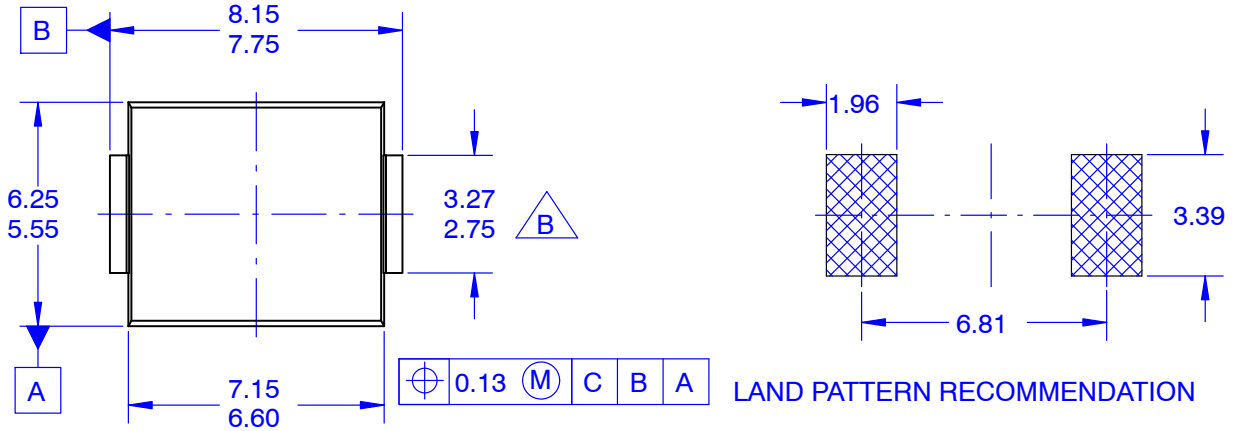 B
8.15
7.75
6.25
5.55
3.27
2.75
B
A
7.15
6.60
0.13 M C B A
1.96
3.39
6.81
LAND PATTERN RECOMMENDATION